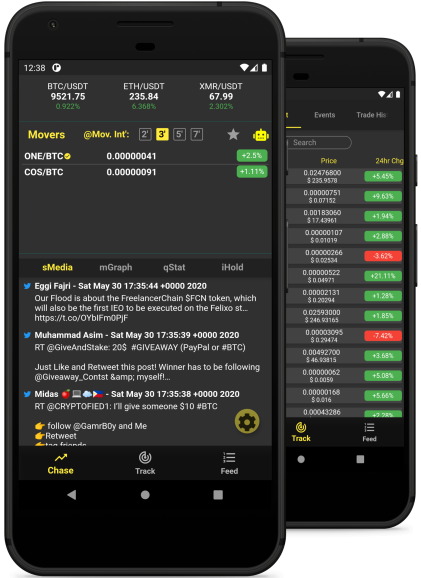 12:38
BTC/USDT ETH/USDT XMR/USDT
9521.75 235.84 67.99
0.922% 6.368% 2.302%
Movers @Mov. Int': 2' 3' 5' 7'
ONE/BTC 0.00000041 +2.5%
COS/BTC 0.00000091 +1.11%
sMedia mGraph qStat iHold
Eggi Fajri - Sat May 30 17:35:44 +0000 2020
Our Flood is about the FreelancerChain $FCN token, which
will also be the first IEO to be executed on the Felixo st...
https://t.co/OYbIFmOPjF
Muhammad Asim - Sat May 30 17:35:39 +0000 2020
RT @GiveAndStake: 20$ #GIVEAWAY (PayPal or #BTC)
Just Like and Retweet this post! Winner has to be following
@Giveaway_Contst &amp; myself!...
Midas 🍎💻☁️🇵🇭 - Sat May 30 17:35:38 +0000 2020
RT @CRYPTOFIED1: I'll give someone $10 #BTC
👉 follow @GamrB0y and Me
👉Retweet
👉tag friends
Chase Track Feed
Events Trade His
Search
Price 24hr Chg
0.02476800 +5.45%
$ 235.9578
0.00000751 +9.63%
$ 0.07152
0.00183060 +1.94%
$ 17.43961
0.00000107 +2.88%
$ 0.01019
0.00000266 -3.62%
$ 0.02534
0.00000522 +21.11%
$ 0.04971
0.00002131 +1.28%
$ 0.20294
0.02593000 +1.85%
$ 246.93165
0.00003095 -7.42%
$ 0.29474
0.00492700 +3.68%
$ 46.93815
0.00000062 +5.08%
$ 0.0059
0.00000168 +5.66%
$ 0.016
0.00043286 +2.28%
Track Feed